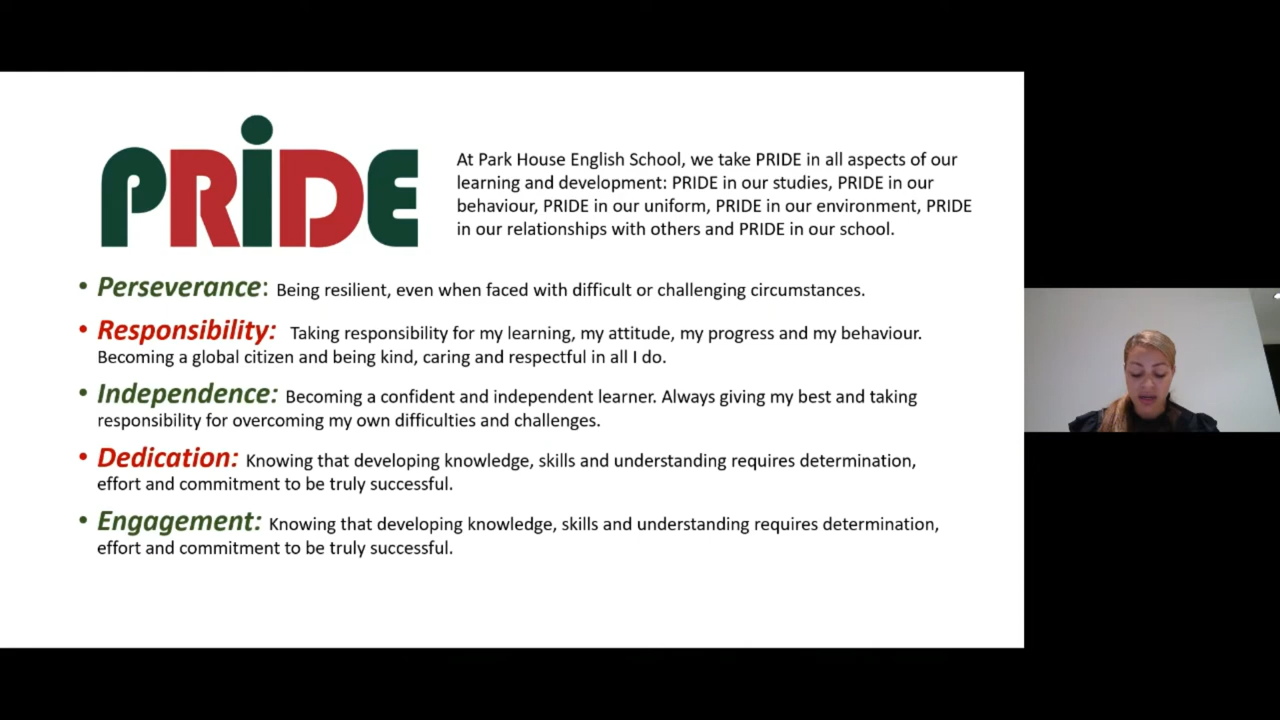 PRiDE
At Park House English School, we take PRIDE in all aspects of our
learning and development: PRIDE in our studies, PRIDE in our
behaviour, PRIDE in our uniform, PRIDE in our environment, PRIDE
in our relationships with others and PRIDE in our school.
• Perseverance: Being resilient, even when faced with difficult or challenging circumstances.
• Responsibility: Taking responsibility for my learning, my attitude, my progress and my behaviour.
Becoming a global citizen and being kind, caring and respectful in all I do.
• Independence: Becoming a confident and independent learner. Always giving my best and taking
responsibility for overcoming my own difficulties and challenges.
• Dedication: Knowing that developing knowledge, skills and understanding requires determination,
effort and commitment to be truly successful.
• Engagement: Knowing that developing knowledge, skills and understanding requires determination,
effort and commitment to be truly successful.